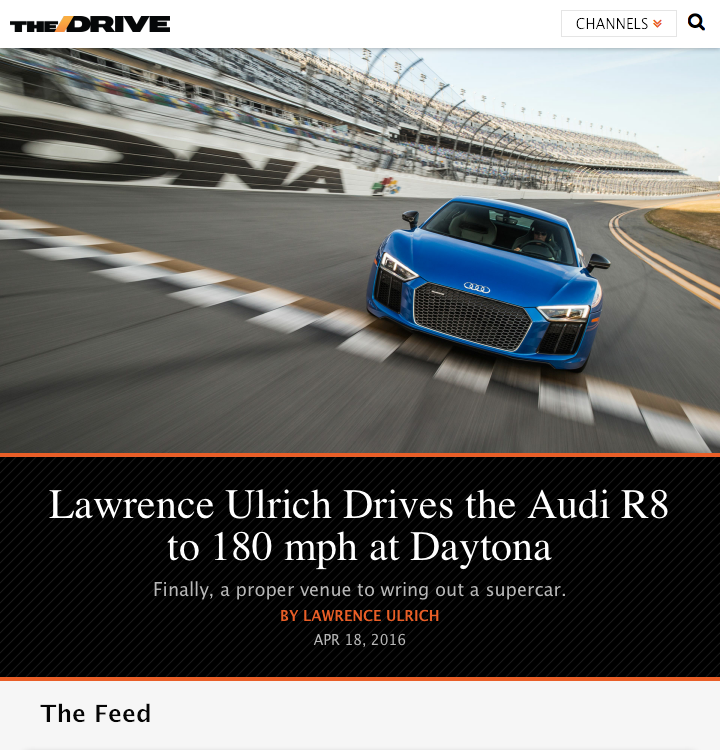 THE DRIVE
CHANNELS
Lawrence Ulrich Drives the Audi R8
to 180 mph at Daytona
Finally, a proper venue to wring out a supercar.
BY LAWRENCE ULRICH
APR 18, 2016
The Feed